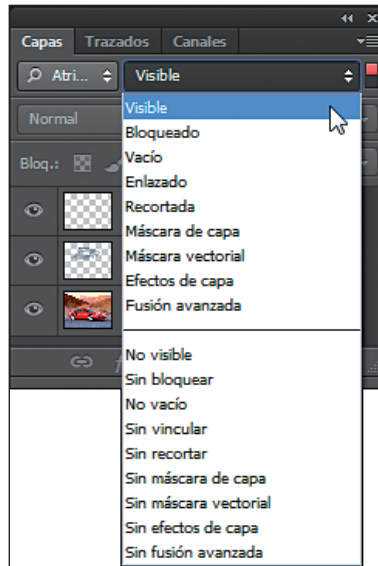 Capas Trazados Canales
Atri... Visible
Normal
Visible
Bloqueado
Vacío
Bloq.:
Enlazado
Recortada
Máscara de capa
Máscara vectorial
Efectos de capa
Fusión avanzada
No visible
Sin bloquear
No vacío
Sin vincular
Sin recortar
Sin máscara de capa
Sin máscara vectorial
Sin efectos de capa
Sin fusión avanzada